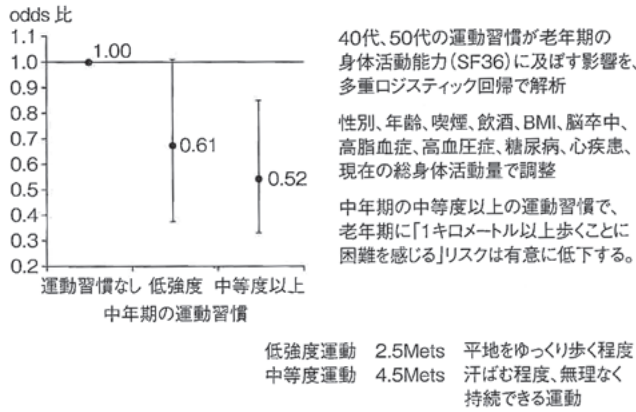 odds 比
1.1
1.0
0.9
0.8
0.7
0.6
0.5
0.4
0.3
0.2
1.00
0.61
0.52
運動習慣なし 低強度 中等度以上
中年期の運動習慣
40代、50代の運動習慣が老年期の
身体活動能力(SF36)に及ぼす影響を、
多重ロジスティック回帰で解析
性別、年齢、喫煙、飲酒、BMI、脳卒中、
高脂血症、高血圧症、糖尿病、心疾患、
現在の総身体活動量で調整
中年期の中等度以上の運動習慣で、
老年期に「1キロメートル以上歩くことに
困難を感じる」リスクは有意に低下する。
低強度運動 2.5Mets 平地をゆっくり歩く程度
中等度運動 4.5Mets 汗ばむ程度、無理なく
持続できる運動